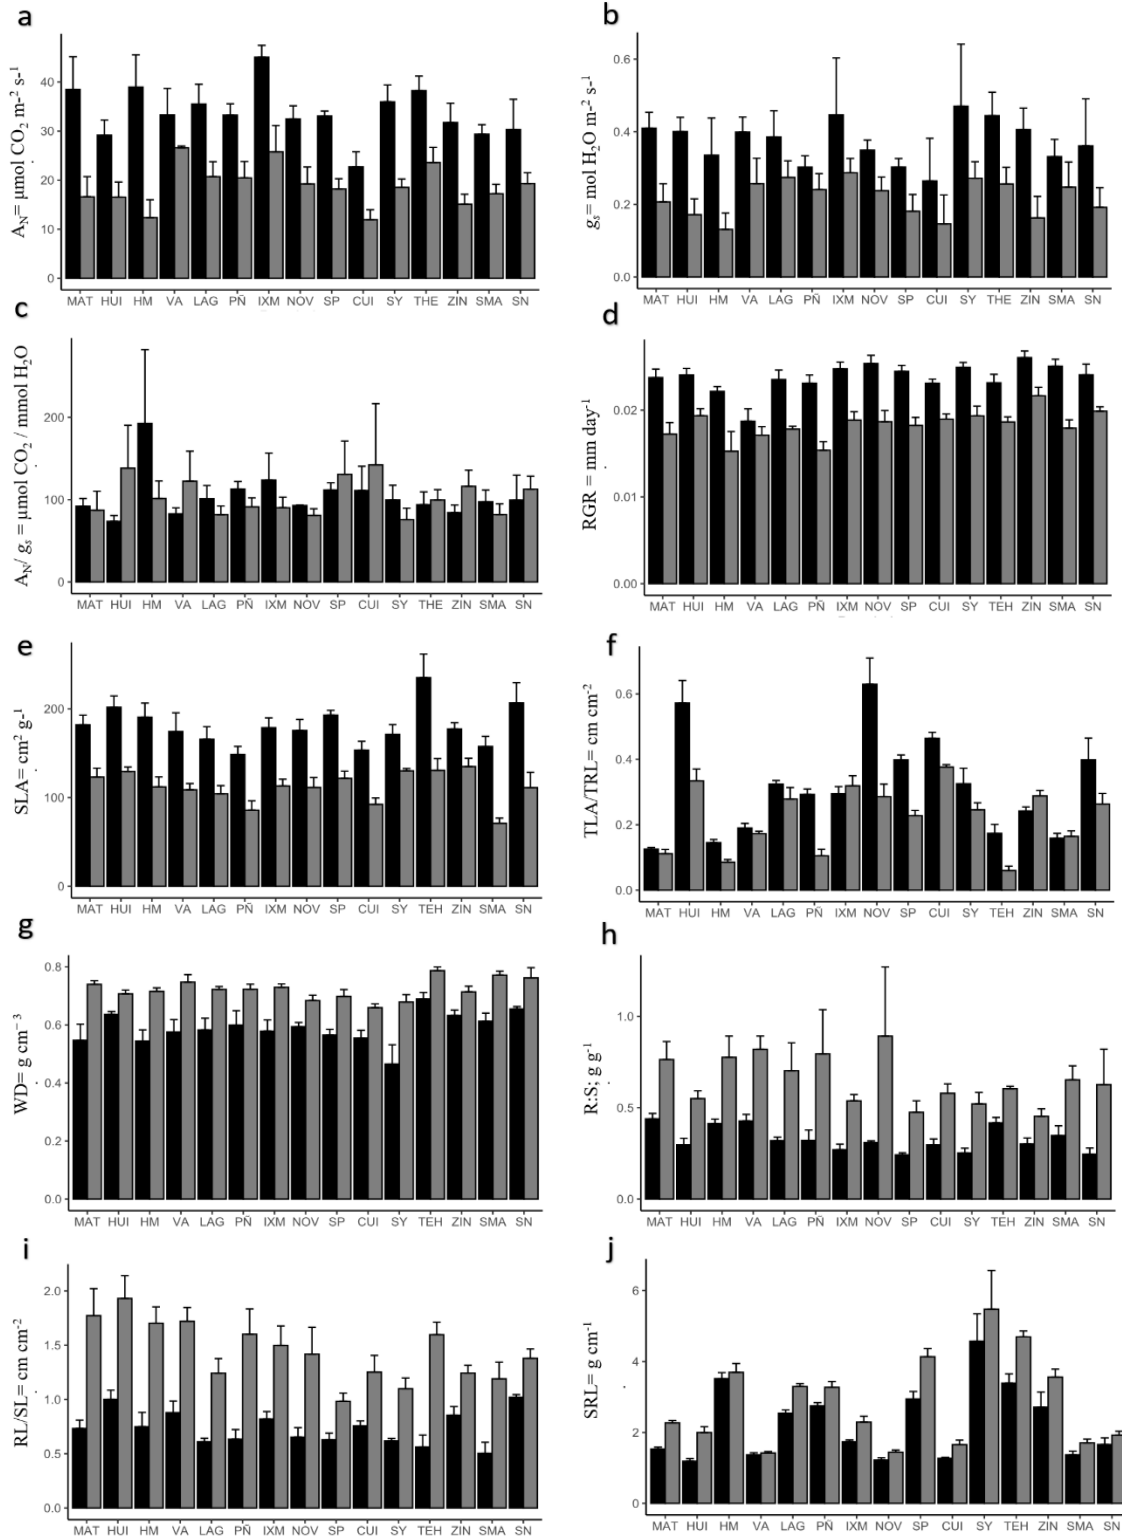 a
A_N= μmol CO₂ m⁻² s-¹
40
30
20
10
0
MAT HUI HM VA LAG PÑ IXM NOV SP CUI SY THE ZIN SMA SN
b
g_s= mol H₂O m-² s-¹
0.6
0.4
0.2
0.0
MAT HUI HM VA LAG PÑ IXM NOV SP CUI SY THE ZIN SMA SN
c
A_N/ g_s = μmol CO₂ / mmol H₂O
200
100
0
MAT HUI HM VA LAG PÑ IXM NOV SP CUI SY THE ZIN SMA SN
d
RGR = mm day-¹
0.02
0.01
0.00
MAT HUI HM VA LAG PÑ IXM NOV SP CUI SY TEH ZIN SMA SN
e
SLA= cm² g-¹
200
100
0
MAT HUI HM VA LAG PÑ IXM NOV SP CUI SY TEH ZIN SMA SN
f
TLA/TRL= cm cm⁻²
0.6
0.4
0.2
0.0
MAT HUI HM VA LAG PÑ IXM NOV SP CUI SY TEH ZIN SMA SN
g
WD= g cm⁻³
0.8
0.6
0.4
0.2
0.0
MAT HUI HM VA LAG PÑ IXM NOV SP CUI SY TEH ZIN SMA SN
h
R:S; g g⁻¹
1.0
0.5
0.0
MAT HUI HM VA LAG PÑ IXM NOV SP CUI SY TEH ZIN SMA SN
i
RL/SL= cm cm⁻²
2.0
1.5
1.0
0.5
0.0
MAT HUI HM VA LAG PÑ IXM NOV SP CUI SY TEH ZIN SMA SN
j
SRL= g cm⁻¹
6
4
2
0
MAT HUI HM VA LAG PÑ IXM NOV SP CUI SY TEH ZIN SMA SN